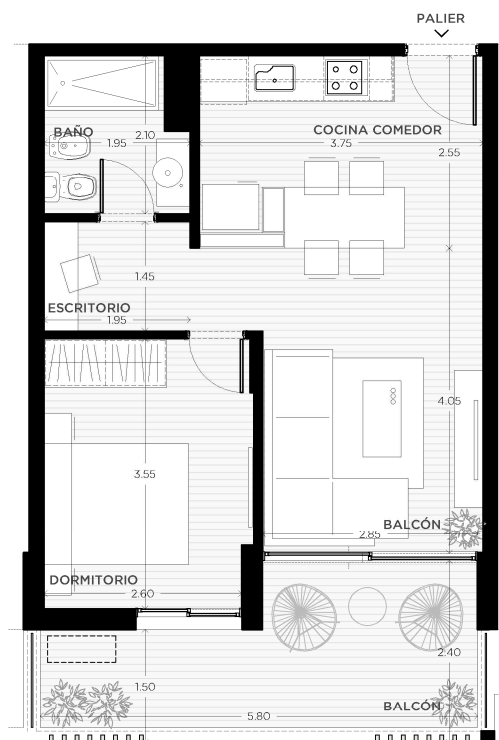 PALIER
BAÑO
2.10
1.95
COCINA COMEDOR
3.75
2.55
1.45
ESCRITORIO
1.95
4.05
3.55
BALCÓN
2.85
DORMITORIO
2.60
2.40
1.50
BALCÓN
5.80